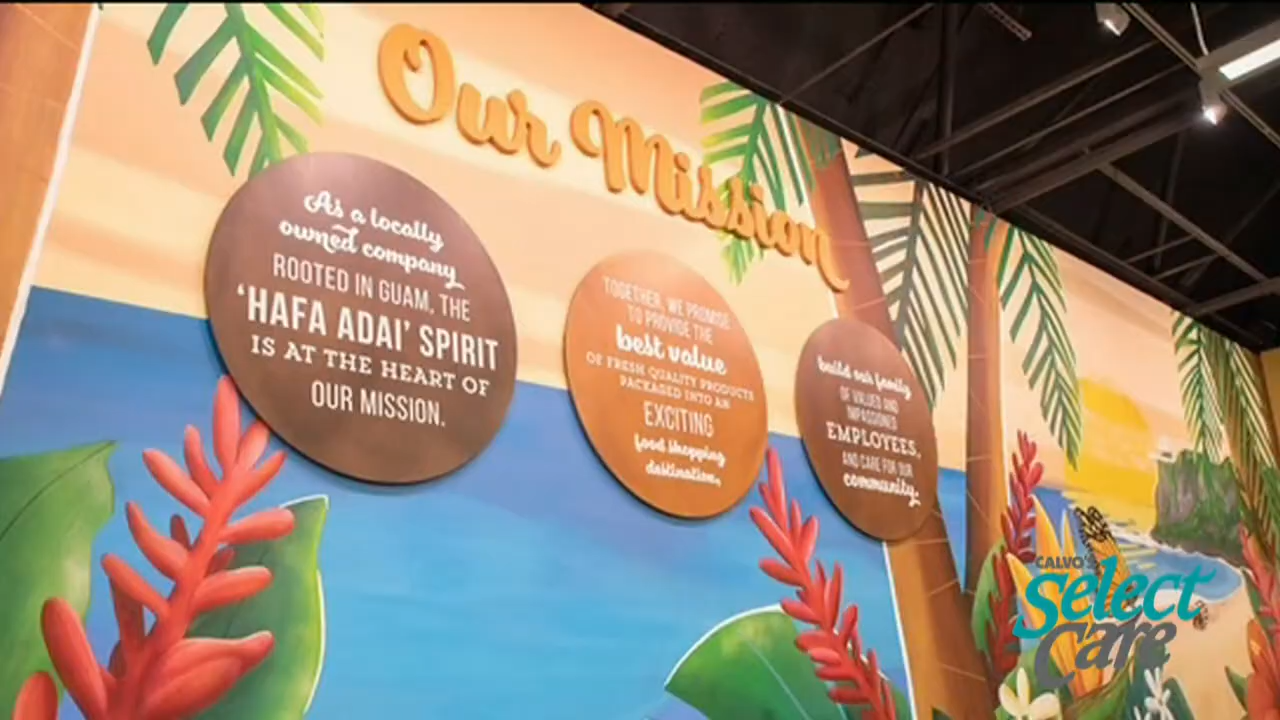 Our Mission
As a locally
owned company
ROOTED IN GUAM, THE
'HAFA ADAI' SPIRIT
IS AT THE HEART OF
OUR MISSION.
TOGETHER, WE PROMISE
TO PROVIDE THE
best value
OF FRESH QUALITY PRODUCTS
PACKAGED INTO AN
EXCITING
food shopping
destination,
build our family
OF VALUED AND
IMPASSIONED
EMPLOYEES,
AND CARE FOR OUR
community.
CALVO'S
Select
Care